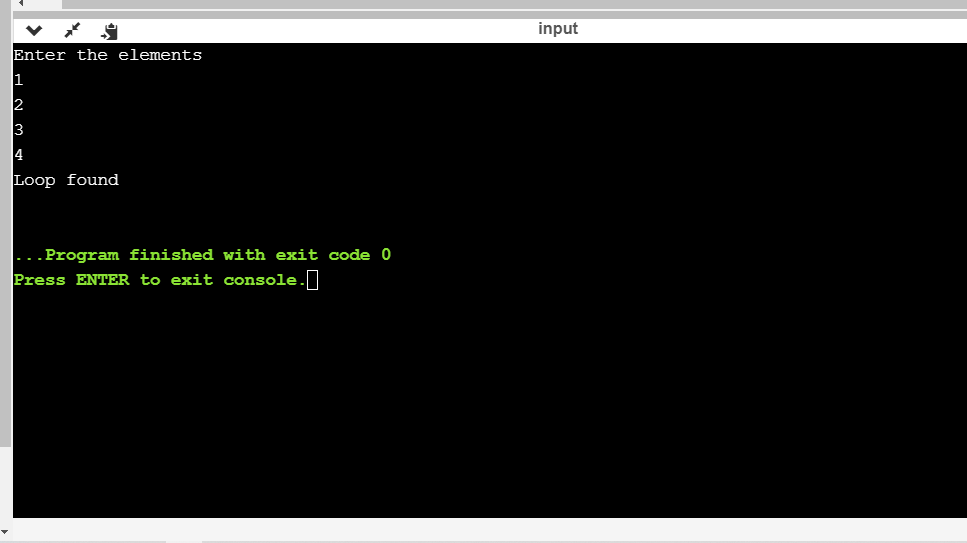 input
Enter the elements
1
2
3
4
Loop found
...Program finished with exit code 0
Press ENTER to exit console.